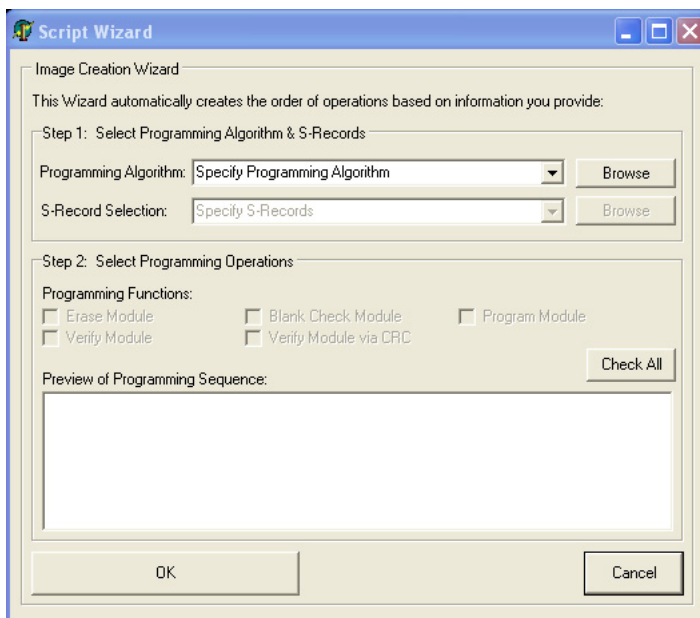 Script Wizard
Image Creation Wizard
This Wizard automatically creates the order of operations based on information you provide:
Step 1: Select Programming Algorithm & S-Records
Programming Algorithm: Specify Programming Algorithm Browse
S-Record Selection: Specify S-Records Browse
Step 2: Select Programming Operations
Programming Functions:
Erase Module Blank Check Module Program Module
Verify Module Verify Module via CRC
Check All
Preview of Programming Sequence:
OK Cancel